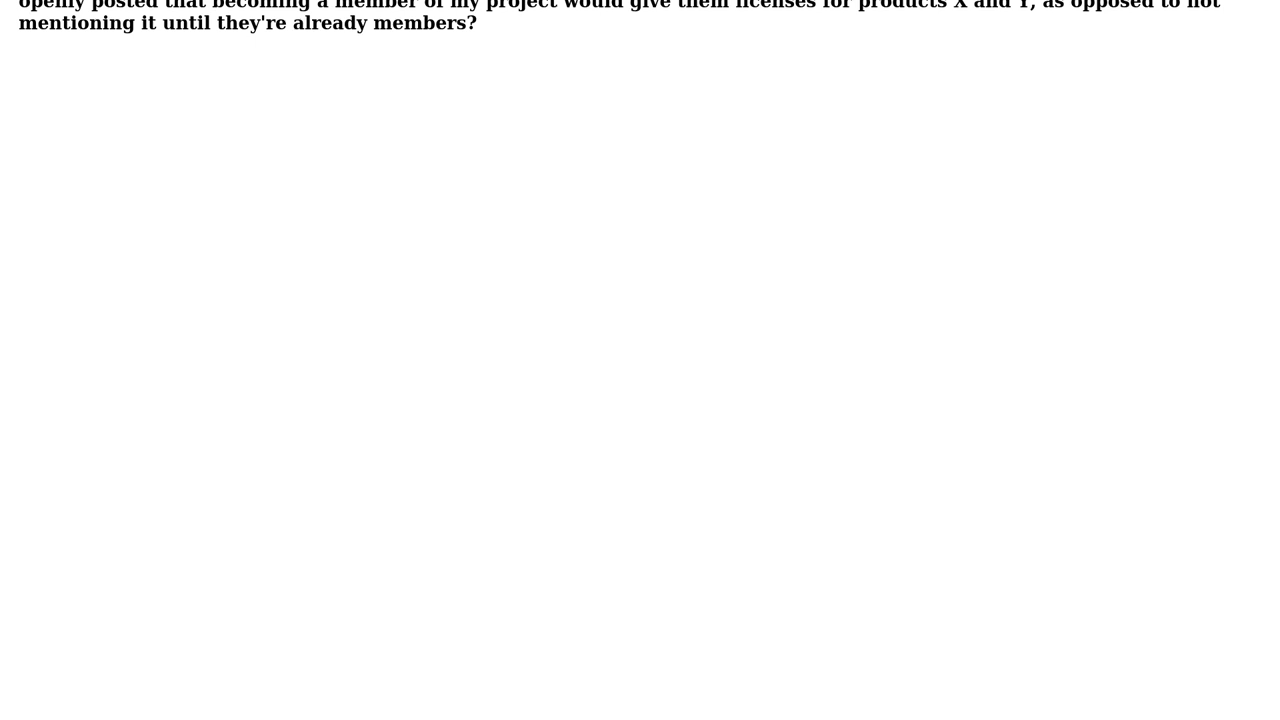 openly posted that becoming a member of my project would give them licenses for products X and Y, as opposed to not
mentioning it until they're already members?